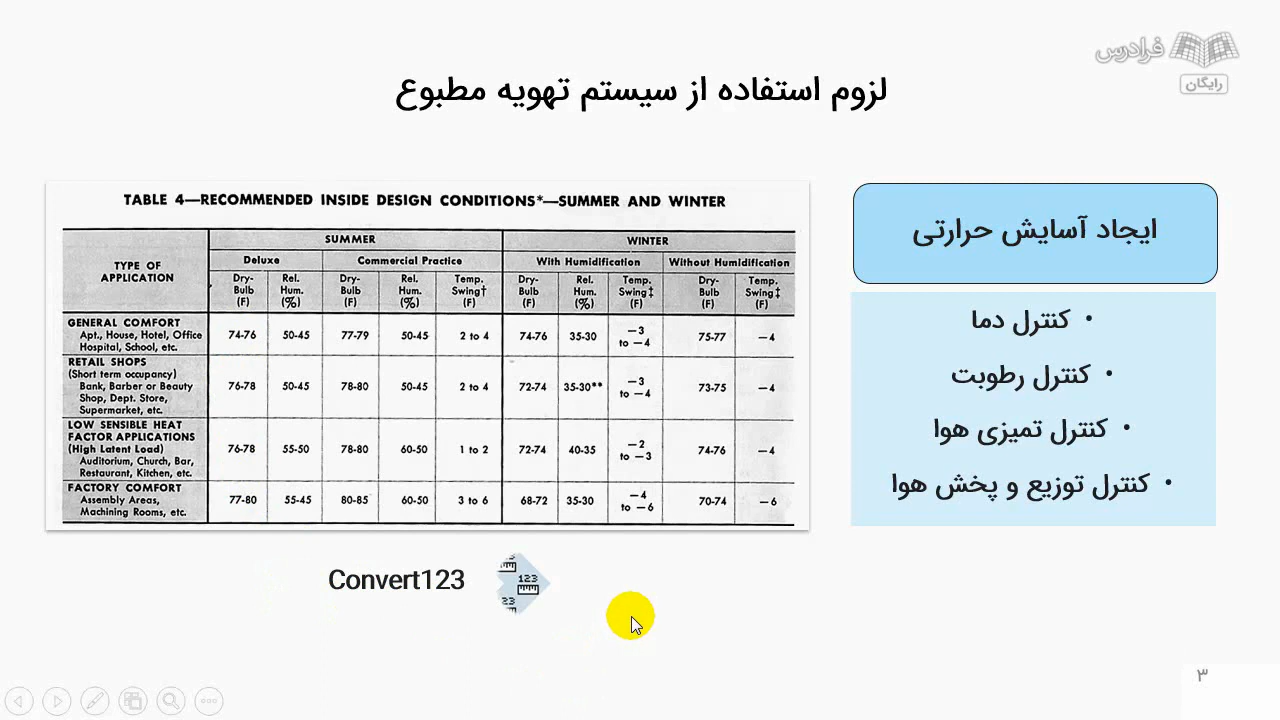 فرادرس
رایگان
لزوم استفاده از سیستم تهویه مطبوع
ایجاد آسایش حرارتی
• کنترل دما
• کنترل رطوبت
• کنترل تمیزی هوا
• کنترل توزیع و پخش هوا
TABLE 4—RECOMMENDED INSIDE DESIGN CONDITIONS*—SUMMER AND WINTER
TYPE OF APPLICATION SUMMER WINTER
Deluxe Commercial Practice With Humidification Without Humidification
Dry-Bulb (F) Rel. Hum. (%) Dry-Bulb (F) Rel. Hum. (%) Temp. Swing† (F) Dry-Bulb (F) Rel. Hum. (%) Temp. Swing‡ (F) Dry-Bulb (F) Temp. Swing‡ (F)
GENERAL COMFORT
Apt., House, Hotel, Office 74-76 50-45 77-79 50-45 2 to 4 74-76 35-30 −3 to −4 75-77 −4
Hospital, School, etc.
RETAIL SHOPS
(Short term occupancy)
Bank, Barber or Beauty 76-78 50-45 78-80 50-45 2 to 4 72-74 35-30** −3 to −4 73-75 −4
Shop, Dept. Store,
Supermarket, etc.
LOW SENSIBLE HEAT
FACTOR APPLICATIONS
(High Latent Load) 76-78 55-50 78-80 60-50 1 to 2 72-74 40-35 −2 to −3 74-76 −4
Auditorium, Church, Bar,
Restaurant, Kitchen, etc.
FACTORY COMFORT
Assembly Areas, 77-80 55-45 80-85 60-50 3 to 6 68-72 35-30 −4 to −6 70-74 −6
Machining Rooms, etc.
Convert123
123
23
۳